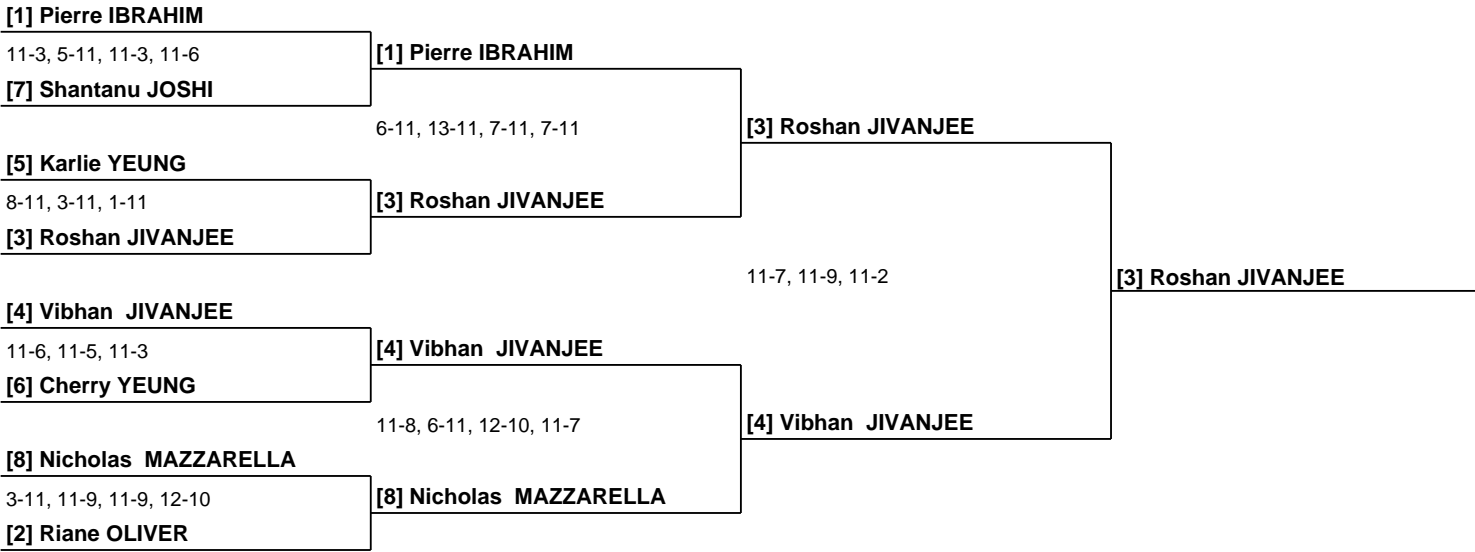 [1] Pierre IBRAHIM
11-3, 5-11, 11-3, 11-6
[7] Shantanu JOSHI
[1] Pierre IBRAHIM
6-11, 13-11, 7-11, 7-11
[3] Roshan JIVANJEE
[5] Karlie YEUNG
8-11, 3-11, 1-11
[3] Roshan JIVANJEE
[3] Roshan JIVANJEE
11-7, 11-9, 11-2
[3] Roshan JIVANJEE
[4] Vibhan  JIVANJEE
11-6, 11-5, 11-3
[6] Cherry YEUNG
[4] Vibhan  JIVANJEE
11-8, 6-11, 12-10, 11-7
[4] Vibhan  JIVANJEE
[8] Nicholas  MAZZARELLA
3-11, 11-9, 11-9, 12-10
[2] Riane OLIVER
[8] Nicholas  MAZZARELLA